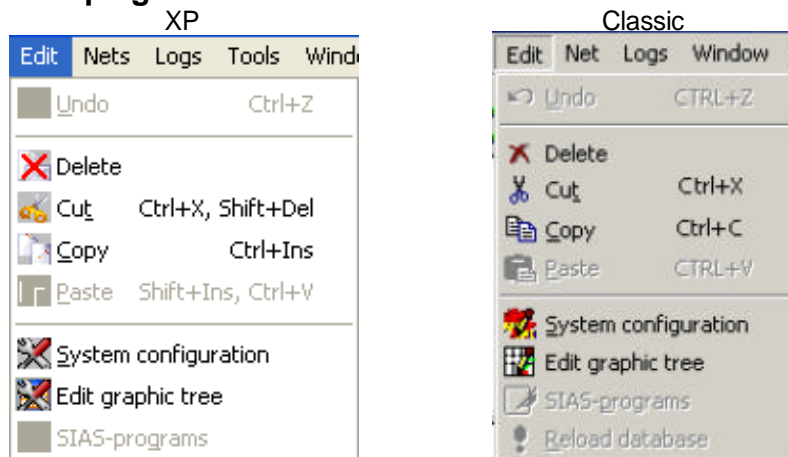 XP
Edit Nets Logs Tools Wind
Undo Ctrl+Z
Delete
Cut Ctrl+X, Shift+Del
Copy Ctrl+Ins
Paste Shift+Ins, Ctrl+V
System configuration
Edit graphic tree
SIAS-programs
Classic
Edit Net Logs Window
Undo CTRL+Z
Delete
Cut Ctrl+X
Copy Ctrl+C
Paste CTRL+V
System configuration
Edit graphic tree
SIAS-programs
Reload database